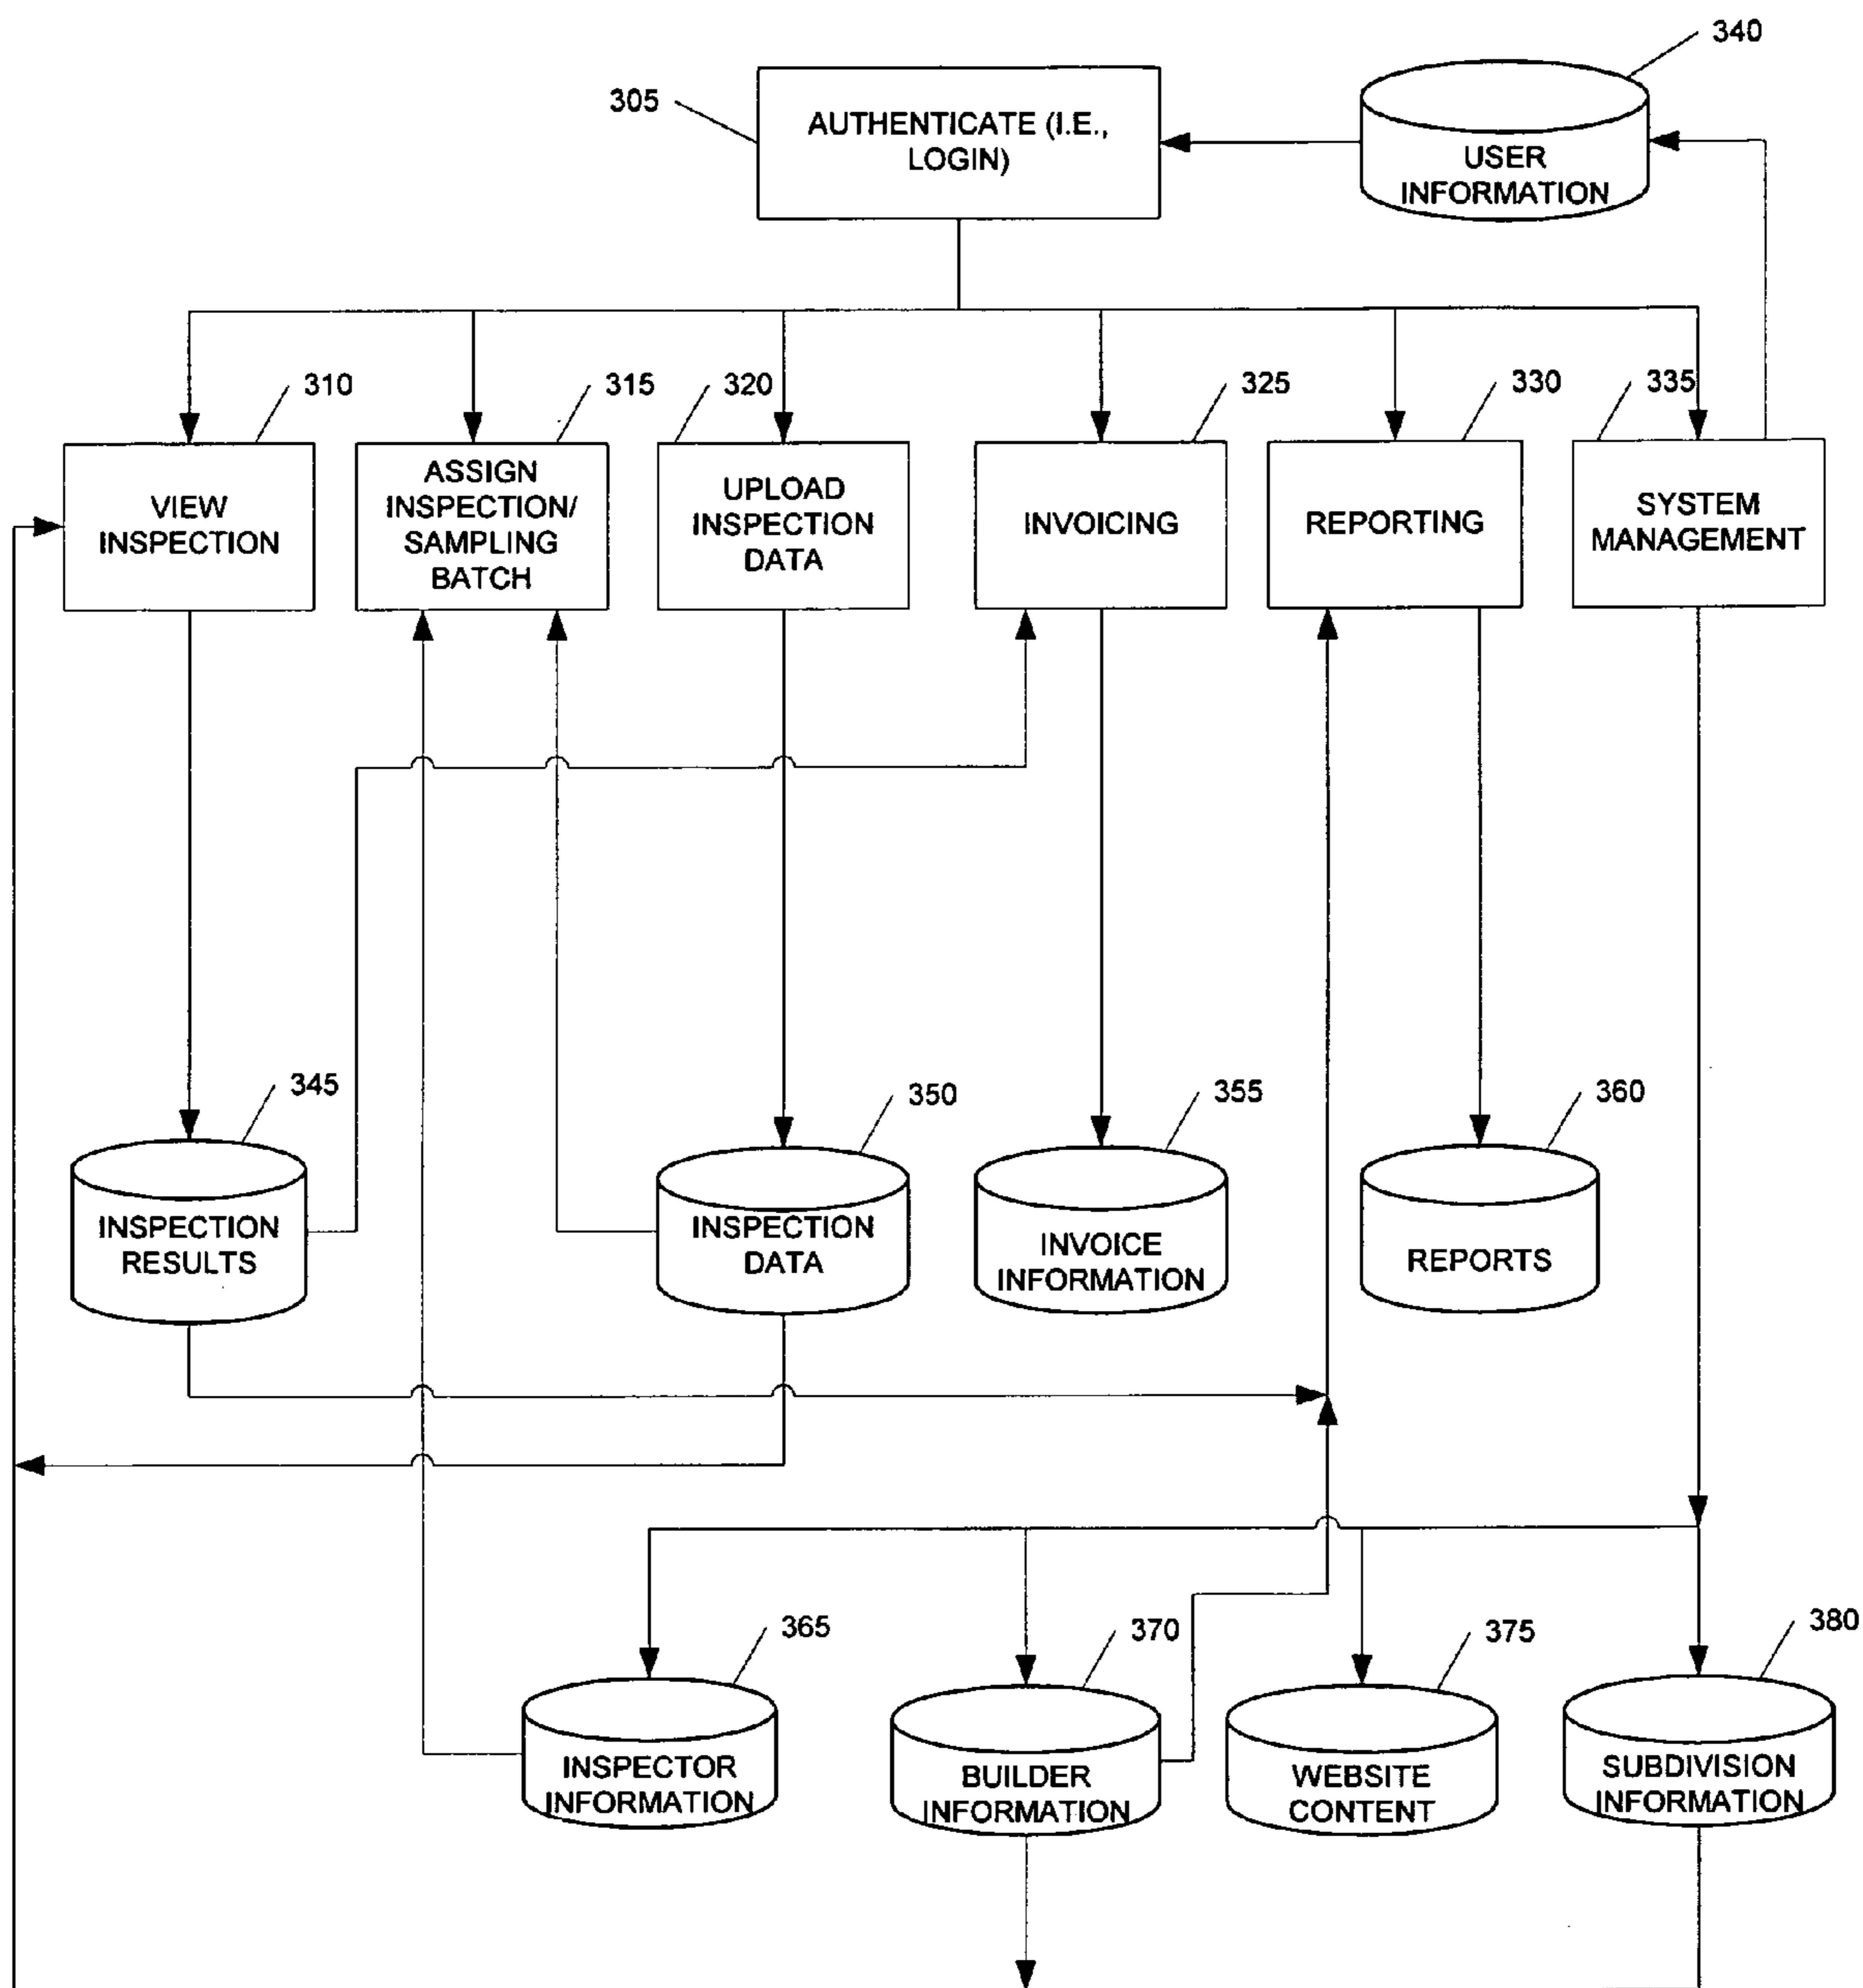 340
305
AUTHENTICATE (I.E.,
LOGIN)
USER
INFORMATION
310
315
320
325
330
335
VIEW
INSPECTION
ASSIGN
INSPECTION/
SAMPLING
BATCH
UPLOAD
INSPECTION
DATA
INVOICING
REPORTING
SYSTEM
MANAGEMENT
345
350
355
360
INSPECTION
RESULTS
INSPECTION
DATA
INVOICE
INFORMATION
REPORTS
365
370
375
380
INSPECTOR
INFORMATION
BUILDER
INFORMATION
WEBSITE
CONTENT
SUBDIVISION
INFORMATION